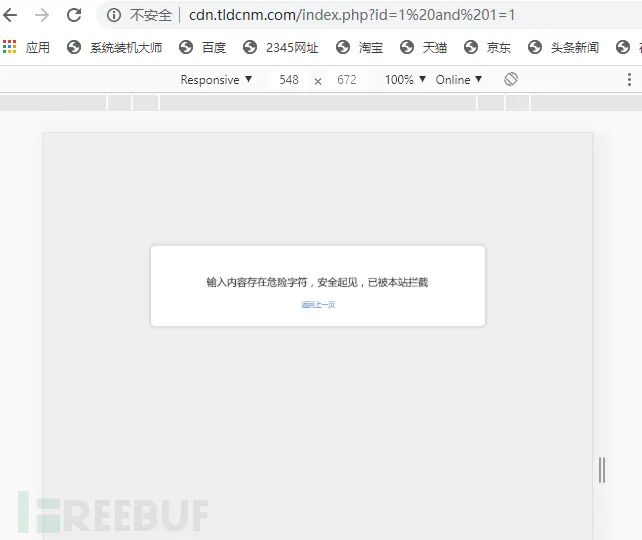 不安全 cdn.tldcnm.com/index.php?id=1%20and%201=1
应用 系统装机大师 百度 2345网址 淘宝 天猫 京东 头条新闻
Responsive 548 × 672 100% Online
输入内容存在危险字符，安全起见，已被本站拦截
返回上一页
FREEBUF